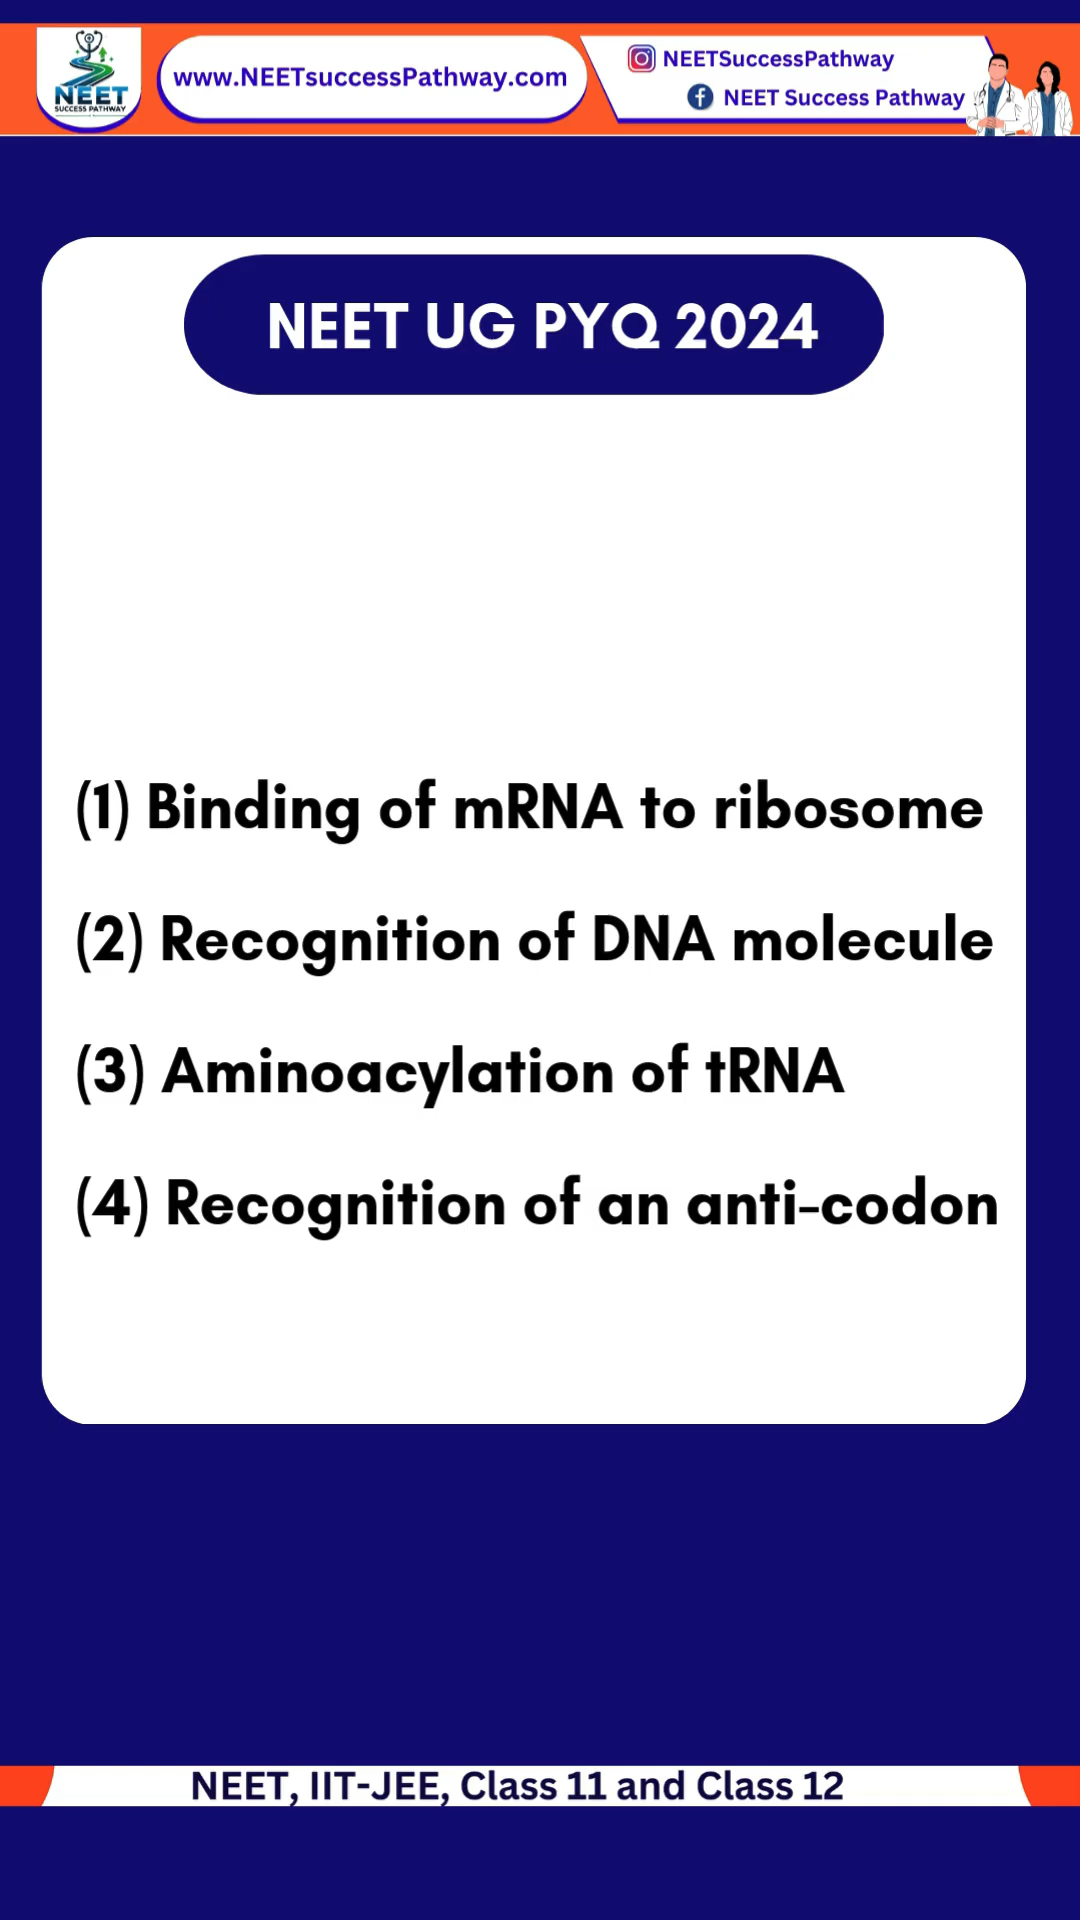 NEET
SUCCESS PATHWAY
www.NEETsuccessPathway.com
NEETSuccessPathway
NEET Success Pathway
NEET UG PYQ 2024
(1) Binding of mRNA to ribosome
(2) Recognition of DNA molecule
(3) Aminoacylation of tRNA
(4) Recognition of an anti-codon
NEET, IIT-JEE, Class 11 and Class 12